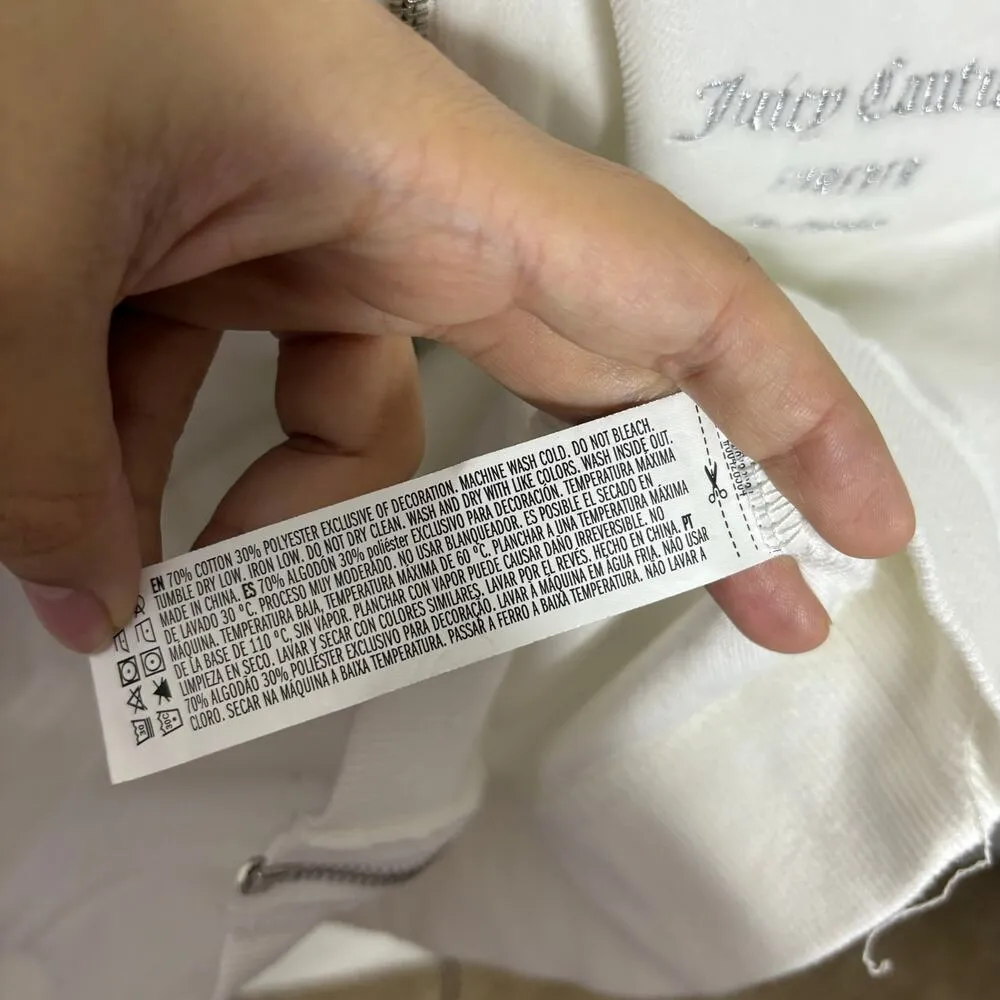 Juicy Coutu
EN 70% COTTON 30% POLYESTER EXCLUSIVE OF DECORATION. MACHINE WASH COLD. DO NOT BLEACH.
TUMBLE DRY LOW. IRON LOW. DO NOT DRY CLEAN. WASH AND DRY WITH LIKE COLORS. WASH INSIDE OUT.
MADE IN CHINA. ES 70% ALGODÓN 30% poliéster EXCLUSIVO PARA DECORACIÓN. TEMPERATURA MÁXIMA
DE LAVADO 30 °C. PROCESO MUY MODERADO. NO USAR BLANQUEADOR. ES POSIBLE EL SECADO EN
MÁQUINA. TEMPERATURA BAJA, TEMPERATURA MÁXIMA DE 60 °C. PLANCHAR A UNA TEMPERATURA MÁXIMA
DE LA BASE DE 110 °C, SIN VAPOR. PLANCHAR CON VAPOR PUEDE CAUSAR DAÑO IRREVERSIBLE. NO
LIMPIEZA EN SECO. LAVAR Y SECAR CON COLORES SIMILARES. LAVAR POR EL REVÉS. HECHO EN CHINA. PT
70% ALGODÃO 30% POLIESTER EXCLUSIVO PARA DECORAÇÃO. LAVAR À MÁQUINA EM ÁGUA FRIA. NÃO USAR
CLORO. SECAR NA MÁQUINA A BAIXA TEMPERATURA. PASSAR A FERRO A BAIXA TEMPERATURA. NÃO LAVAR A
30
30C